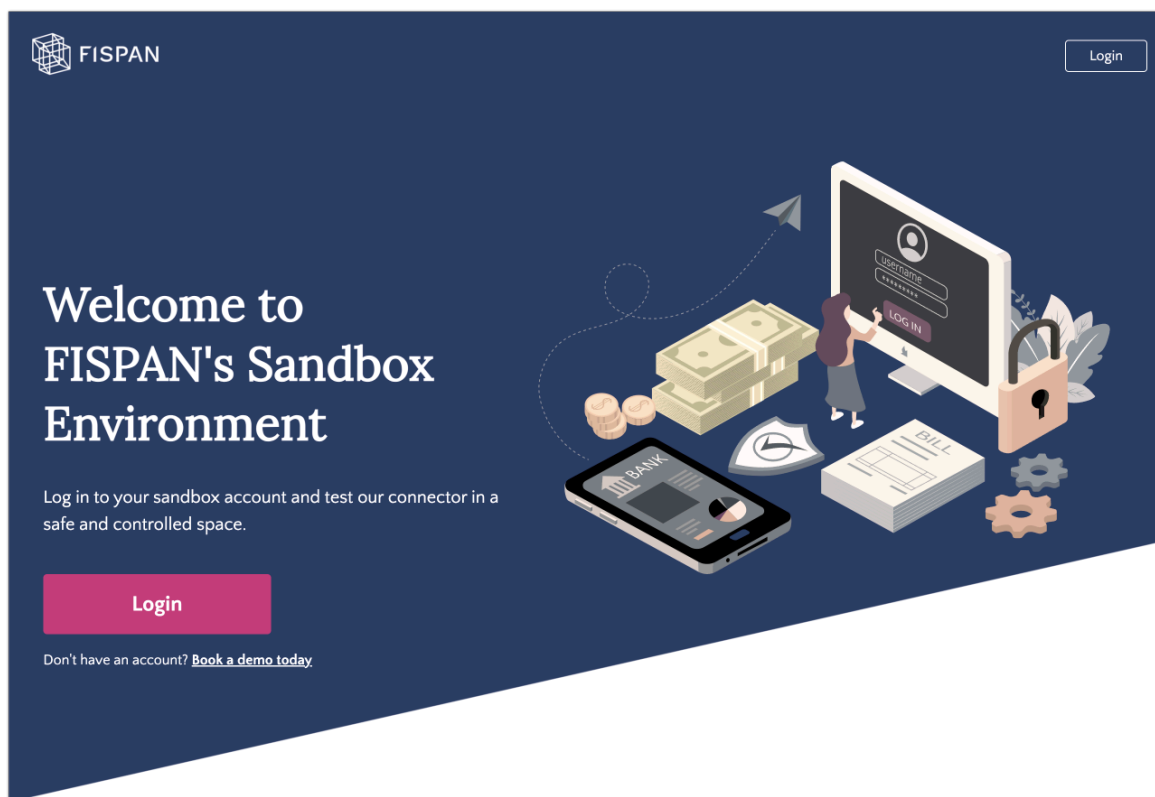 FISPAN
Login
Welcome to
FISPAN's Sandbox
Environment
Log in to your sandbox account and test our connector in a
safe and controlled space.
Login
Don't have an account? Book a demo today
username
*********
LOG IN
BILL
BANK